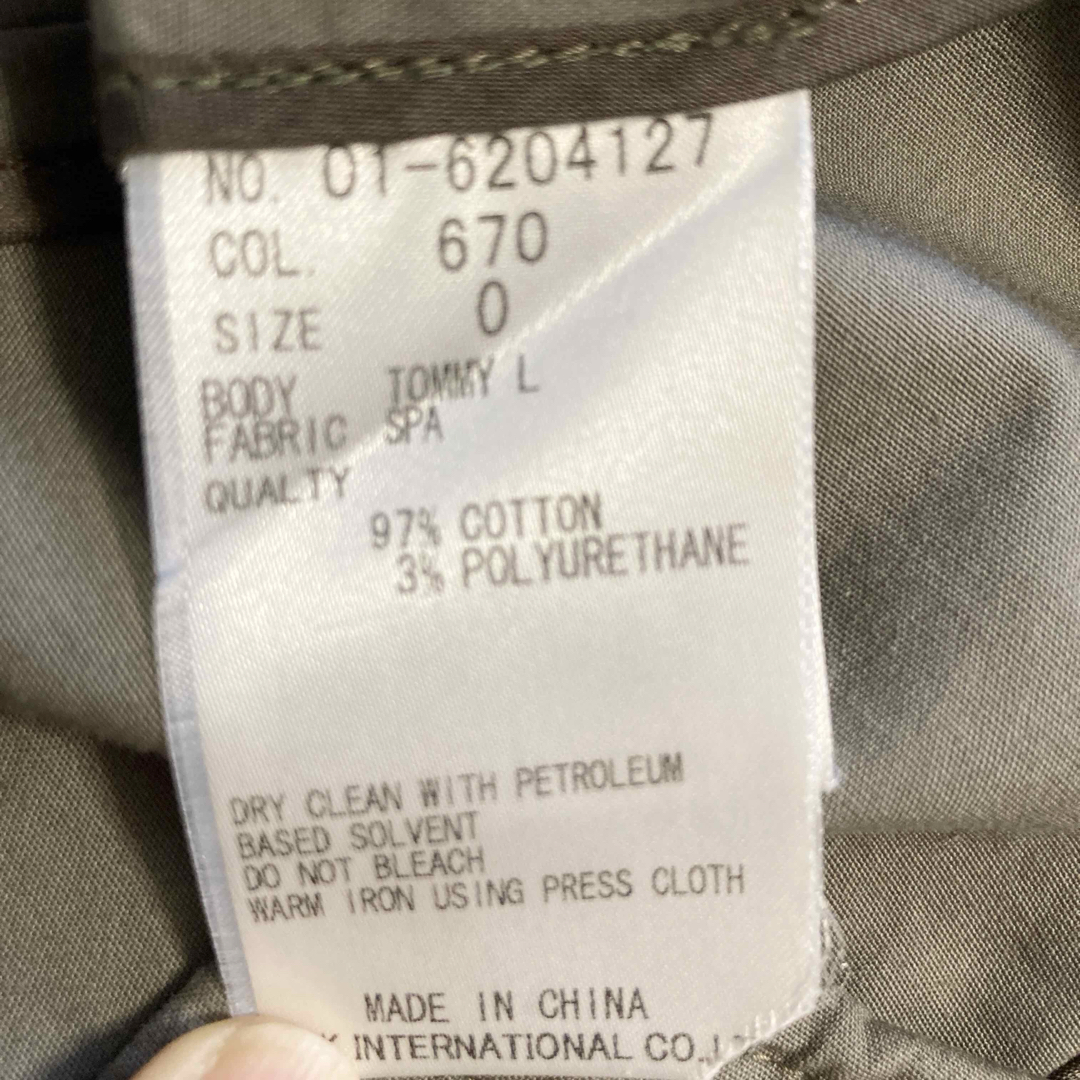 NO. 01-6204127
COL. 670
SIZE 0
BODY TOMMY L
FABRIC SPA
QUALTY
97% COTTON
3% POLYURETHANE
DRY CLEAN WITH PETROLEUM
BASED SOLVENT
DO NOT BLEACH
WARM IRON USING PRESS CLOTH
MADE IN CHINA
INTERNATIONAL CO.,